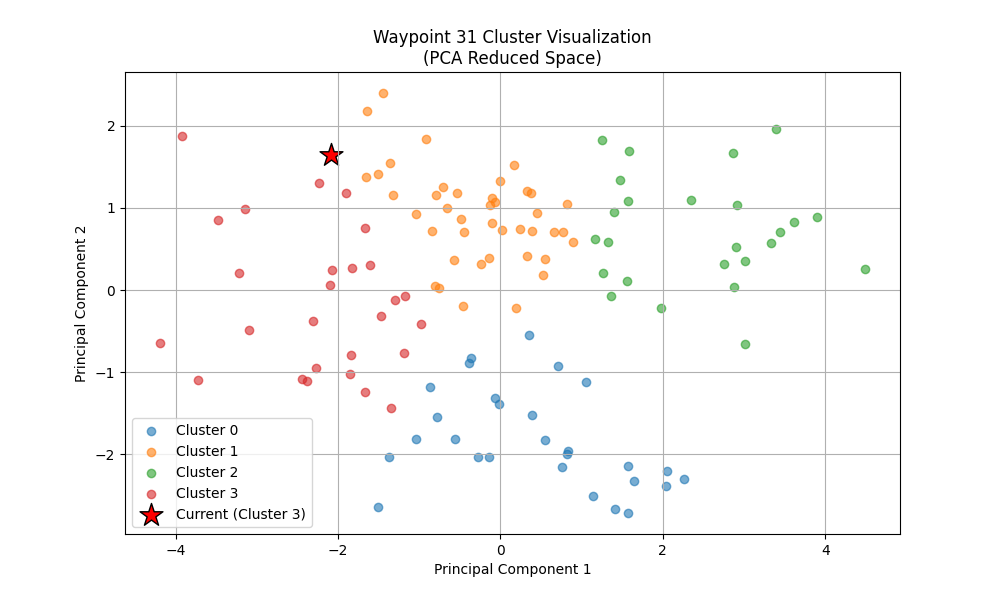 Waypoint 31 Cluster Visualization
(PCA Reduced Space)
Principal Component 2
2
1
0
−1
−2
Cluster 0
Cluster 1
Cluster 2
Cluster 3
Current (Cluster 3)
−4
−2
0
2
4
Principal Component 1